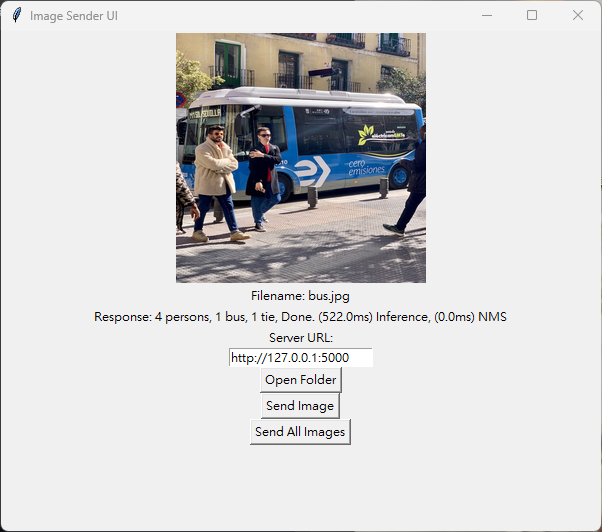 Image Sender UI
cero
emisiones
Filename: bus.jpg
Response: 4 persons, 1 bus, 1 tie, Done. (522.0ms) Inference, (0.0ms) NMS
Server URL:
http://127.0.0.1:5000
Open Folder
Send Image
Send All Images